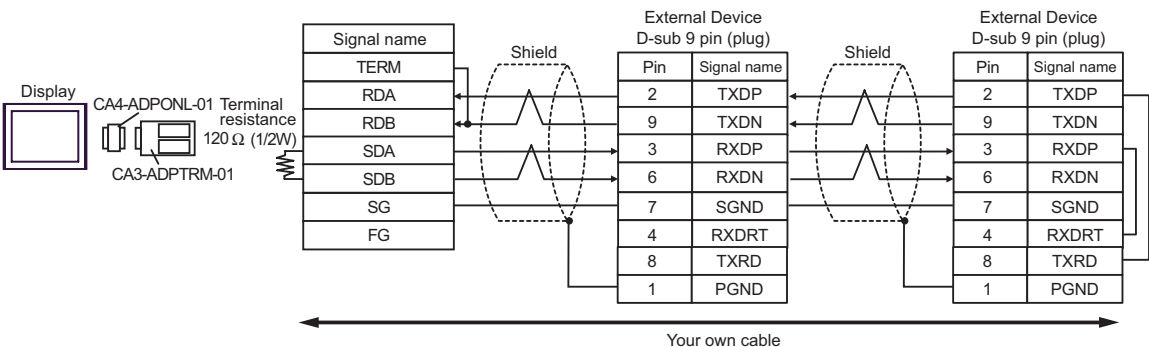 Display
CA4-ADPONL-01
CA3-ADPTRM-01
Terminal
resistance
120 Ω (1/2W)
Signal name
TERM
RDA
RDB
SDA
SDB
SG
FG
Shield
External Device
D-sub 9 pin (plug)
Pin Signal name
2 TXDP
9 TXDN
3 RXDP
6 RXDN
7 SGND
4 RXDRT
8 TXRD
1 PGND
Shield
External Device
D-sub 9 pin (plug)
Pin Signal name
2 TXDP
9 TXDN
3 RXDP
6 RXDN
7 SGND
4 RXDRT
8 TXRD
1 PGND
Your own cable